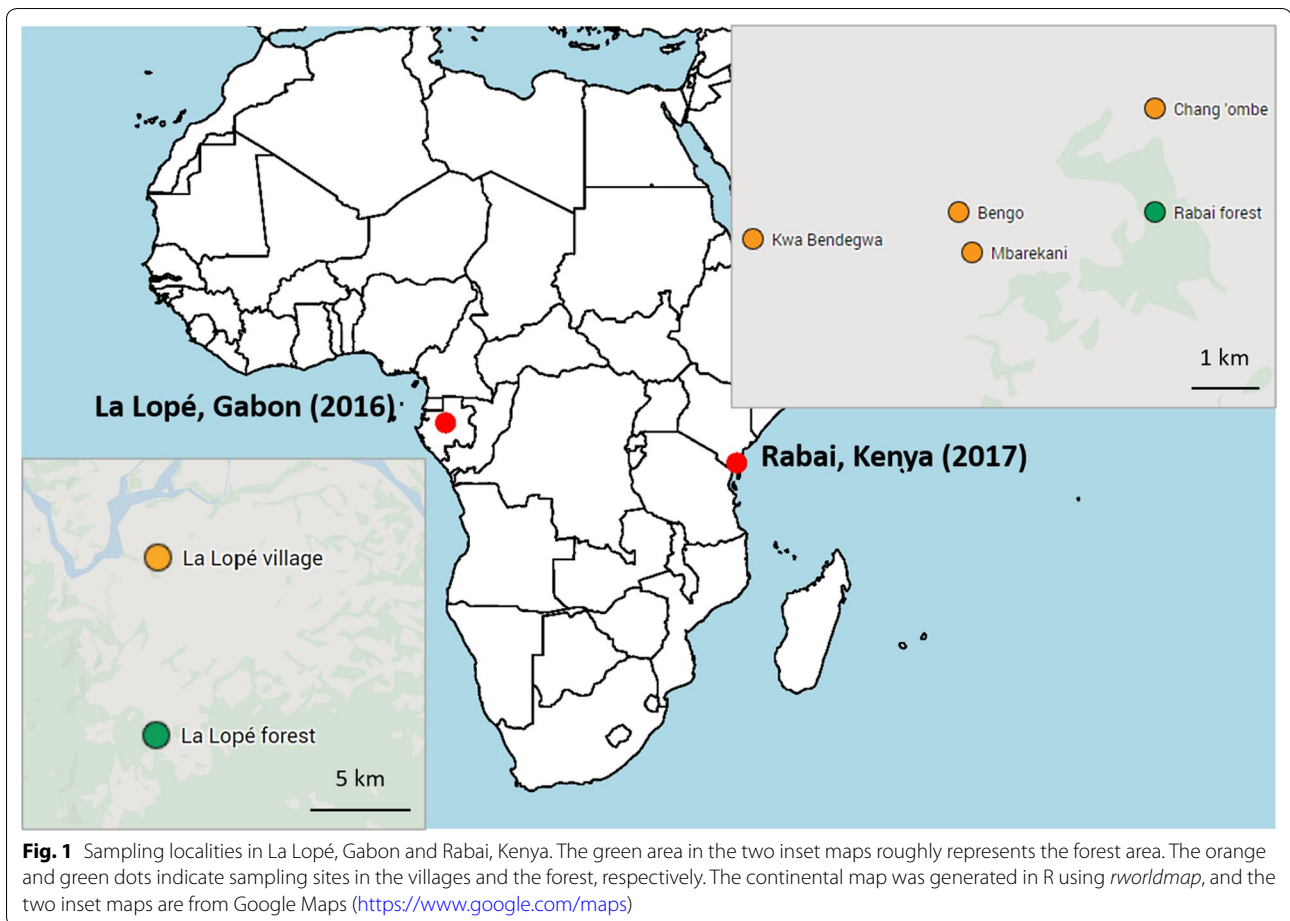 Chang 'ombe
Bengo
Rabai forest
Kwa Bendegwa
Mbarekani
1 km
La Lopé, Gabon (2016)
Rabai, Kenya (2017)
La Lopé village
La Lopé forest
5 km
Fig. 1 Sampling localities in La Lopé, Gabon and Rabai, Kenya. The green area in the two inset maps roughly represents the forest area. The orange
and green dots indicate sampling sites in the villages and the forest, respectively. The continental map was generated in R using rworldmap, and the
two inset maps are from Google Maps (https://www.google.com/maps)